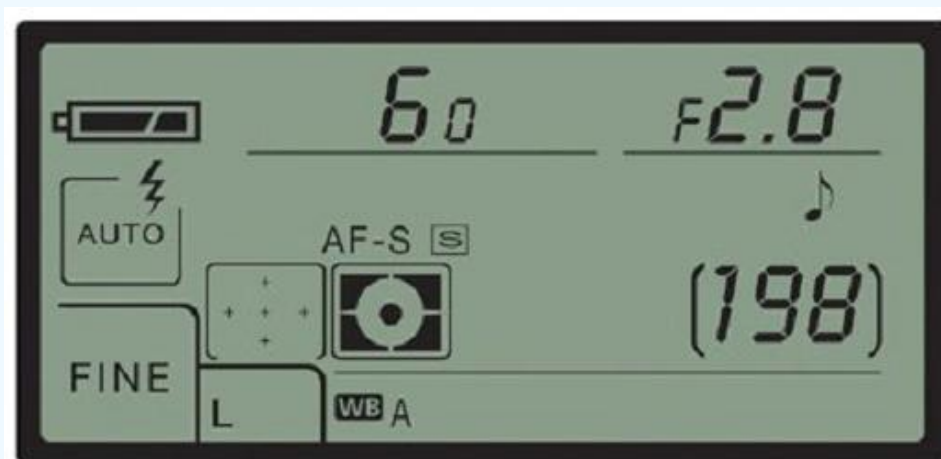 60 F2.8
AUTO
AF-S S
[198]
FINE
L WB A